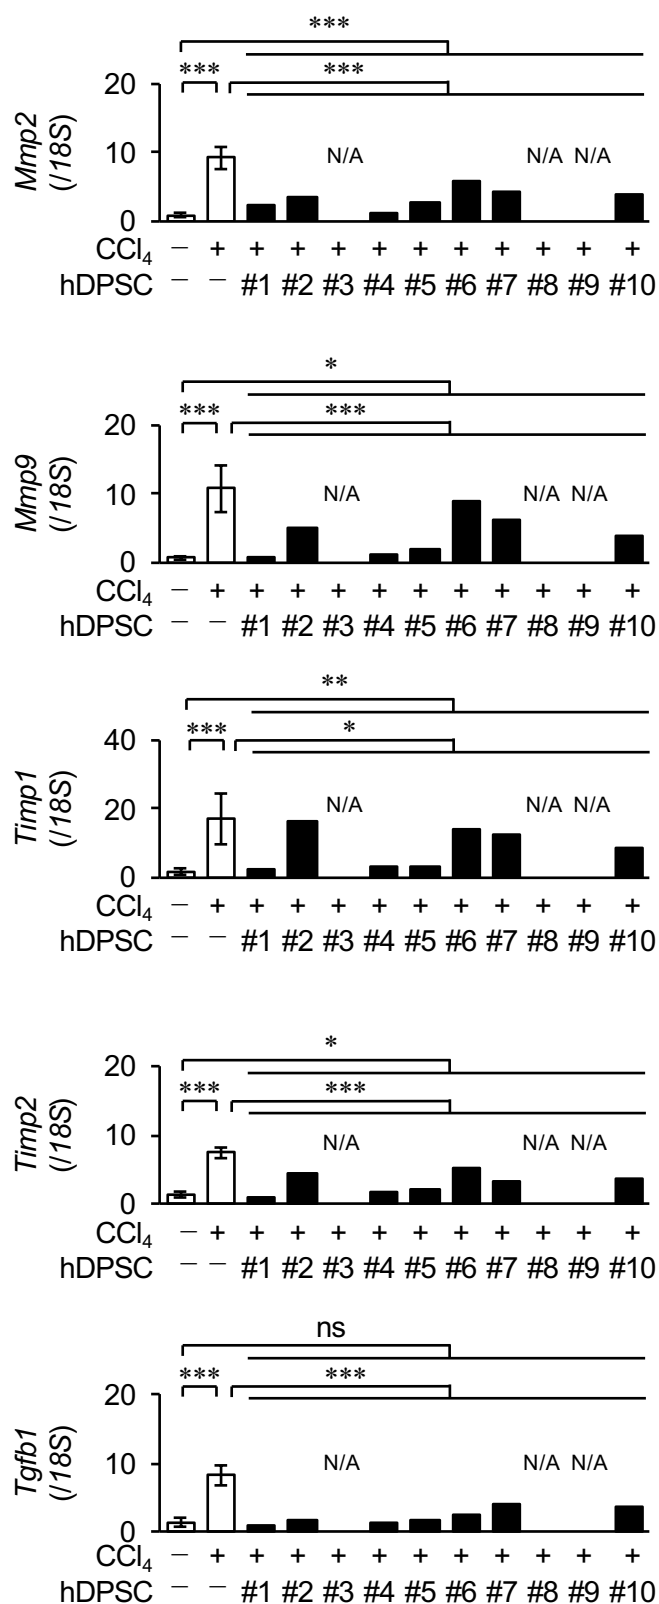 ***
*** ***
20
10
0
Mmp2
(/18S)
N/A N/A N/A
CCl₄ – + + + + + + + + + + +
hDPSC – – #1 #2 #3 #4 #5 #6 #7 #8 #9 #10
*
*** ***
20
10
0
Mmp9
(/18S)
N/A N/A N/A
CCl₄ – + + + + + + + + + + +
hDPSC – – #1 #2 #3 #4 #5 #6 #7 #8 #9 #10
**
*** *
40
20
0
Timp1
(/18S)
N/A N/A N/A
CCl₄ – + + + + + + + + + + +
hDPSC – – #1 #2 #3 #4 #5 #6 #7 #8 #9 #10
*
*** ***
20
10
0
Timp2
(/18S)
N/A N/A N/A
CCl₄ – + + + + + + + + + + +
hDPSC – – #1 #2 #3 #4 #5 #6 #7 #8 #9 #10
ns
*** ***
20
10
0
Tgfb1
(/18S)
N/A N/A N/A
CCl₄ – + + + + + + + + + + +
hDPSC – – #1 #2 #3 #4 #5 #6 #7 #8 #9 #10